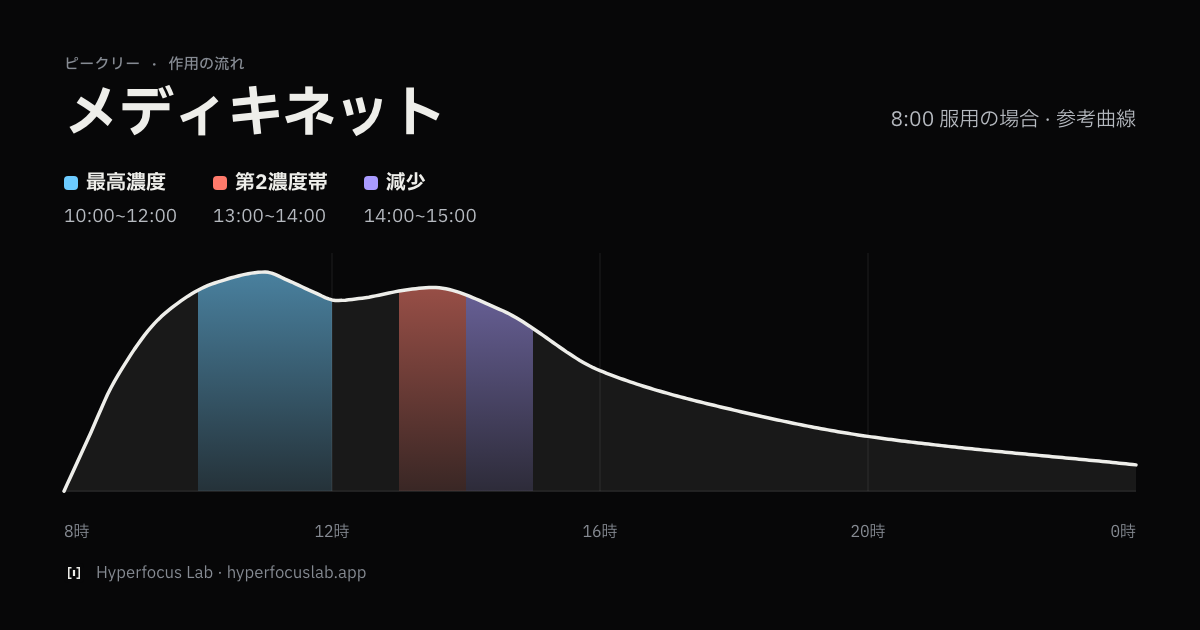 ピークリー · 作用の流れ
メディキネット
8:00 服用の場合 · 参考曲線
最高濃度
10:00~12:00
第2濃度帯
13:00~14:00
減少
14:00~15:00
8時
12時
16時
20時
0時
Hyperfocus Lab · hyperfocuslab.app